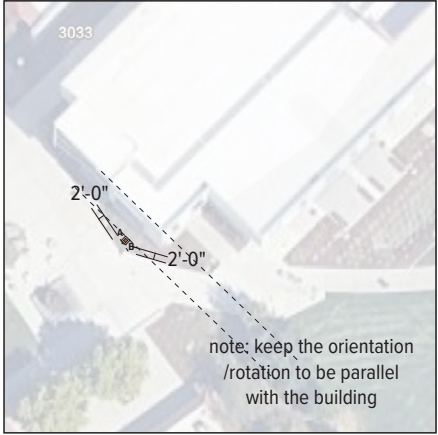 3033
2'-0"
A
B
2'-0"
note: keep the orientation
/rotation to be parallel
with the building